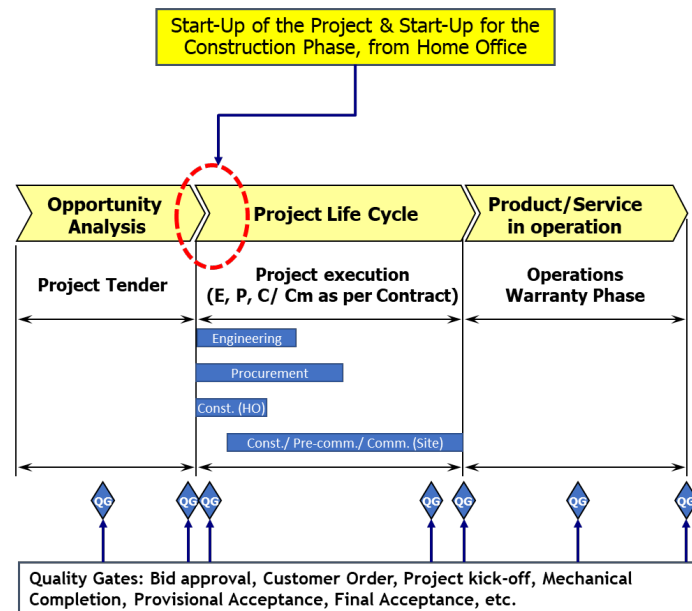 Start-Up of the Project & Start-Up for the
Construction Phase, from Home Office
Opportunity
Analysis
Project Life Cycle
Product/Service
in operation
Project Tender
Project execution
(E, P, C/ Cm as per Contract)
Operations
Warranty Phase
Engineering
Procurement
Const. (HO)
Const./ Pre-comm./ Comm. (Site)
QG
QG
QG
QG
QG
QG
QG
Quality Gates: Bid approval, Customer Order, Project kick-off, Mechanical
Completion, Provisional Acceptance, Final Acceptance, etc.